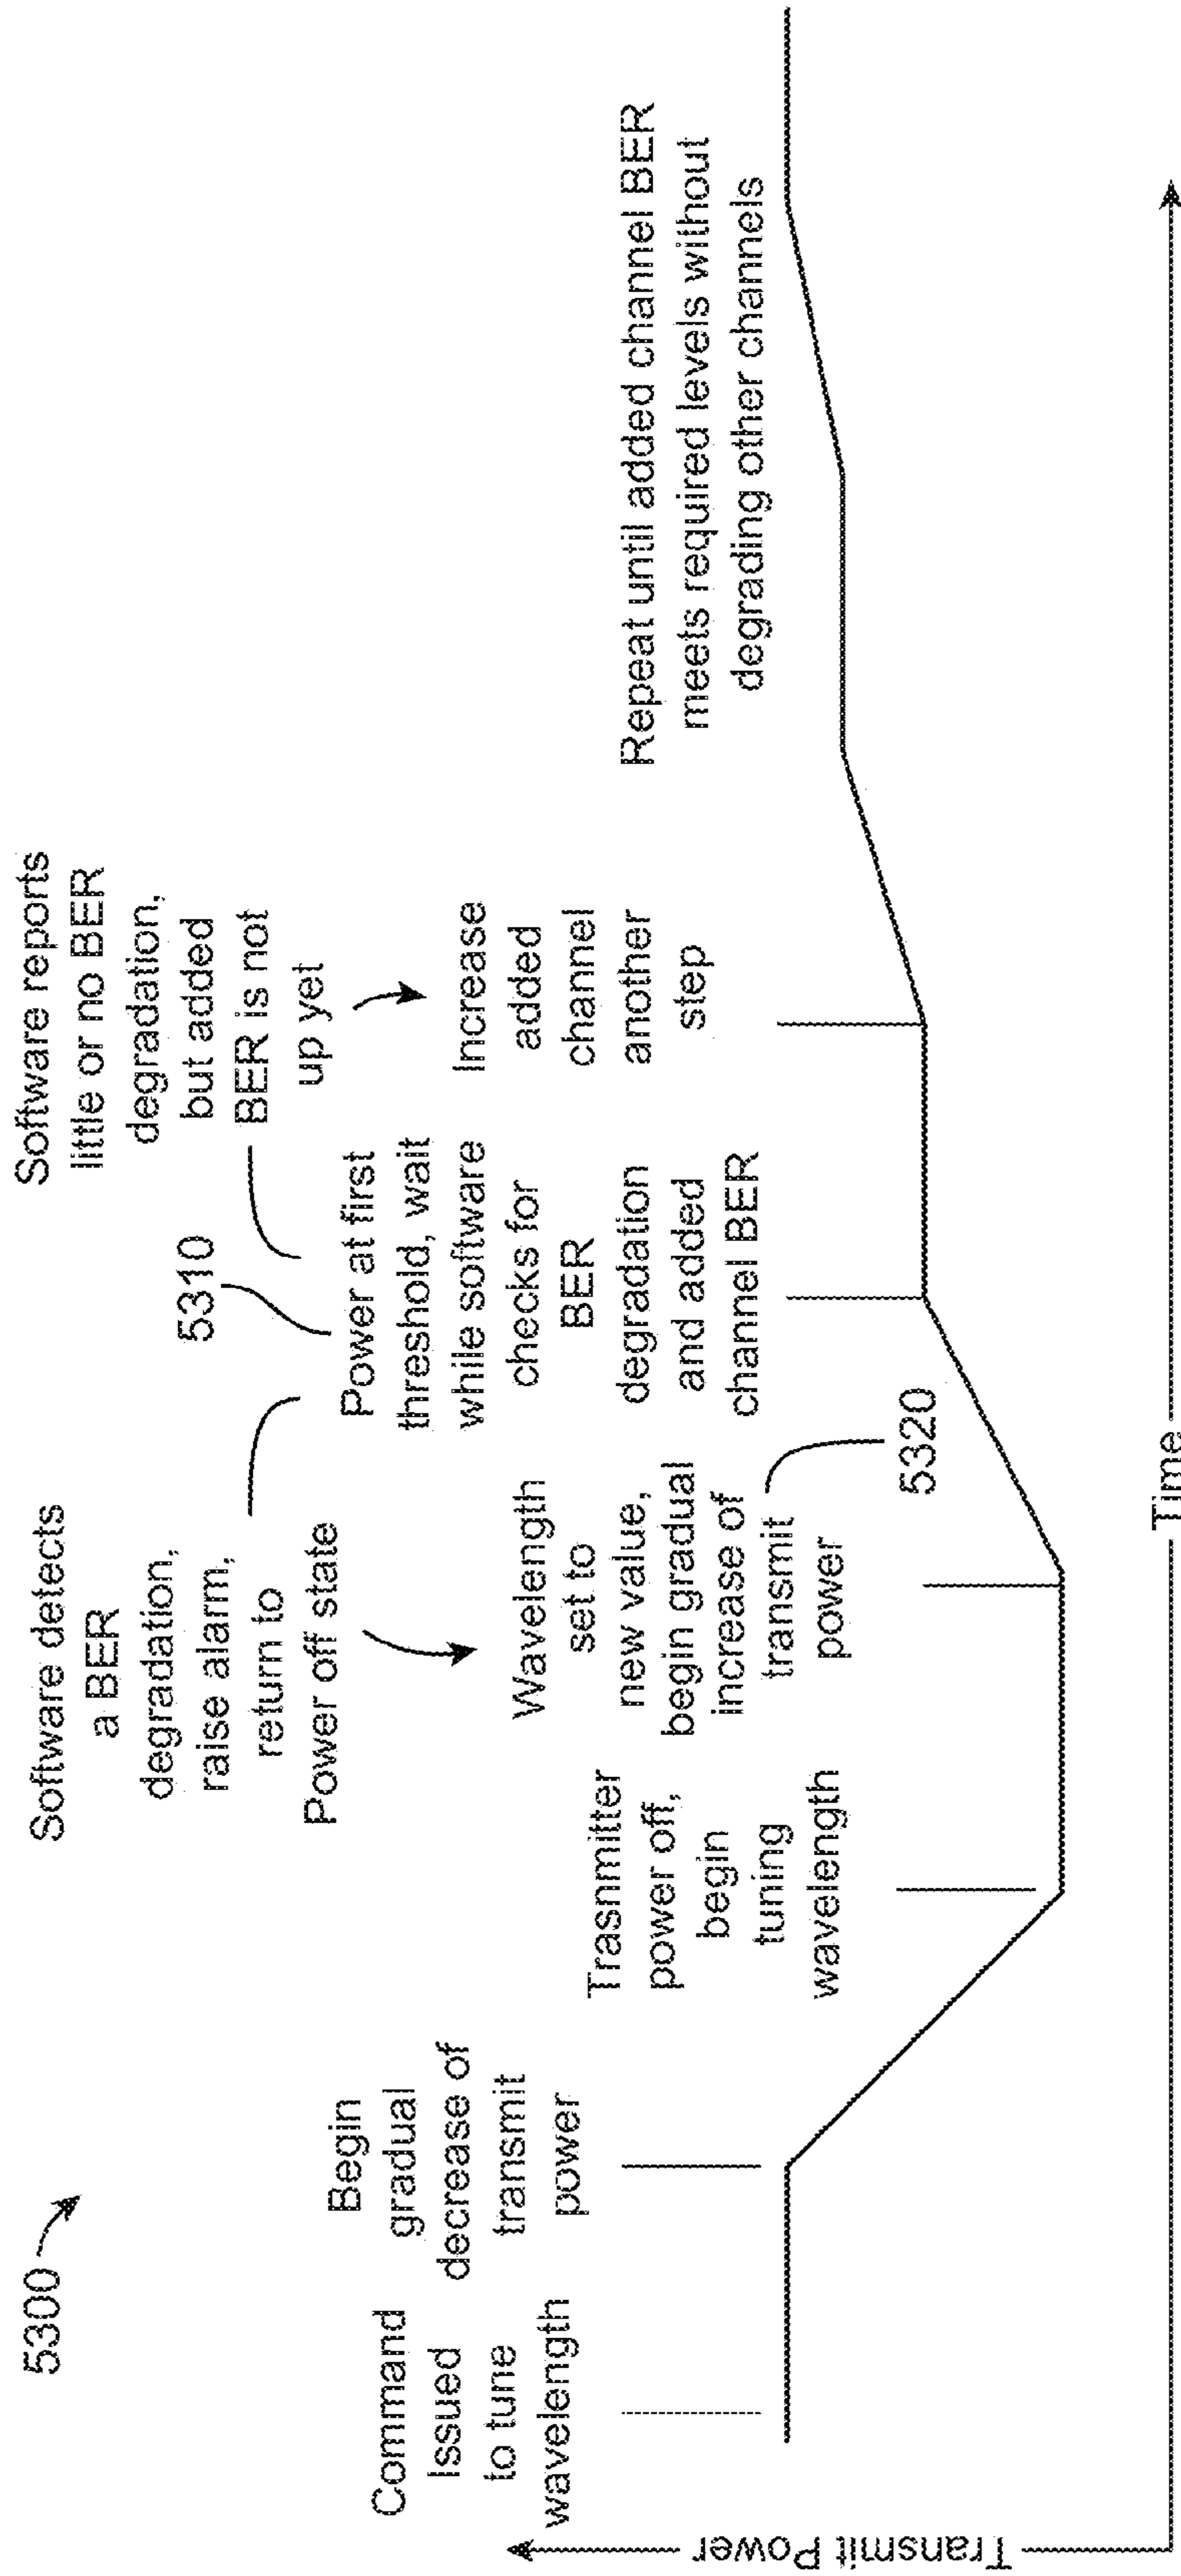 5300
Command
Issued
to tune
wavelength
Begin
gradual
decrease of
transmit
power
Trasnmitter
power off,
begin
tuning
wavelength
Software detects
a BER
degradation,
raise alarm,
return to
Power off state
Wavelength
set to
new value,
begin gradual
increase of
transmit
power
5320
5310
Power at first
threshold, wait
while software
checks for
BER
degradation
and added
channel BER
Software reports
little or no BER
degradation,
but added
BER is not
up yet
Increase
added
channel
another
step
Repeat until added channel BER
meets required levels without
degrading other channels
Transmit Power
Time